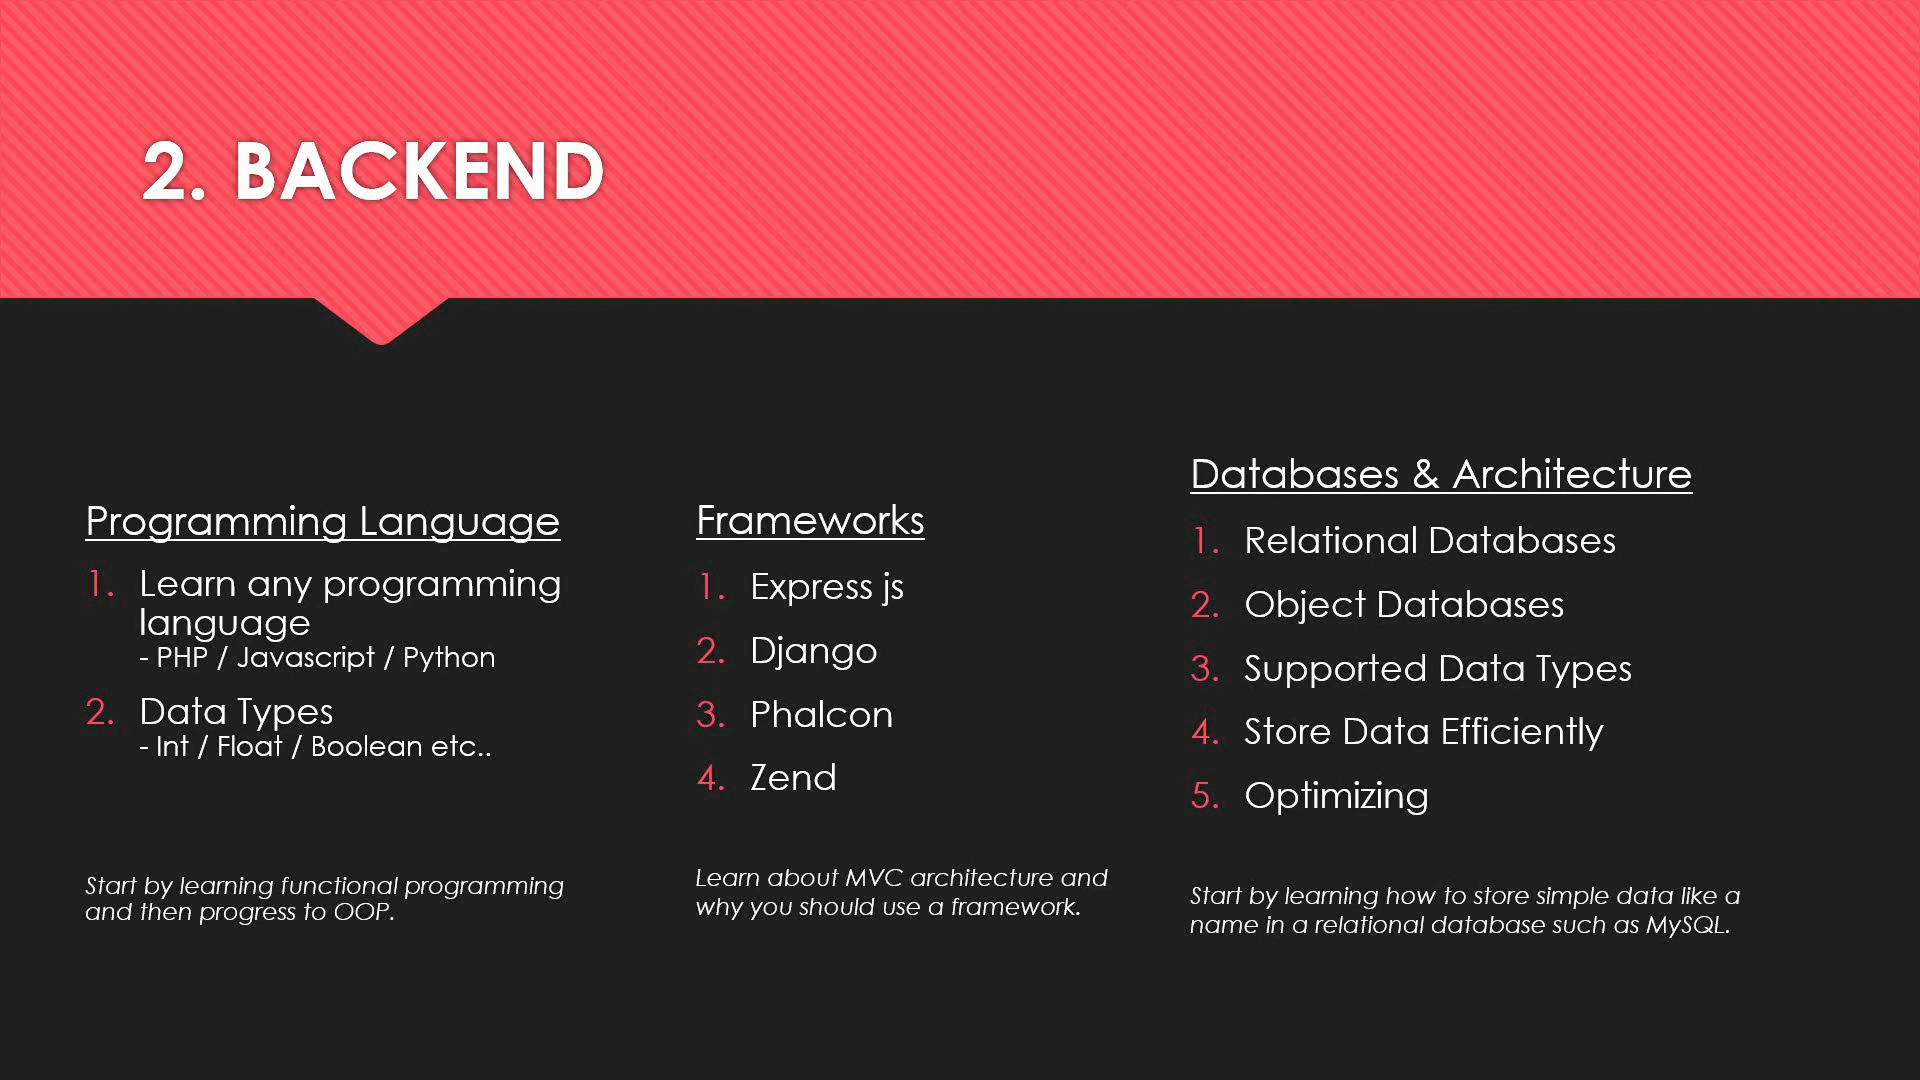 2. BACKEND
Programming Language
1. Learn any programming
language
- PHP / Javascript / Python
2. Data Types
- Int / Float / Boolean etc..
Start by learning functional programming
and then progress to OOP.
Frameworks
1. Express js
2. Django
3. Phalcon
4. Zend
Learn about MVC architecture and
why you should use a framework.
Databases & Architecture
1. Relational Databases
2. Object Databases
3. Supported Data Types
4. Store Data Efficiently
5. Optimizing
Start by learning how to store simple data like a
name in a relational database such as MySQL.